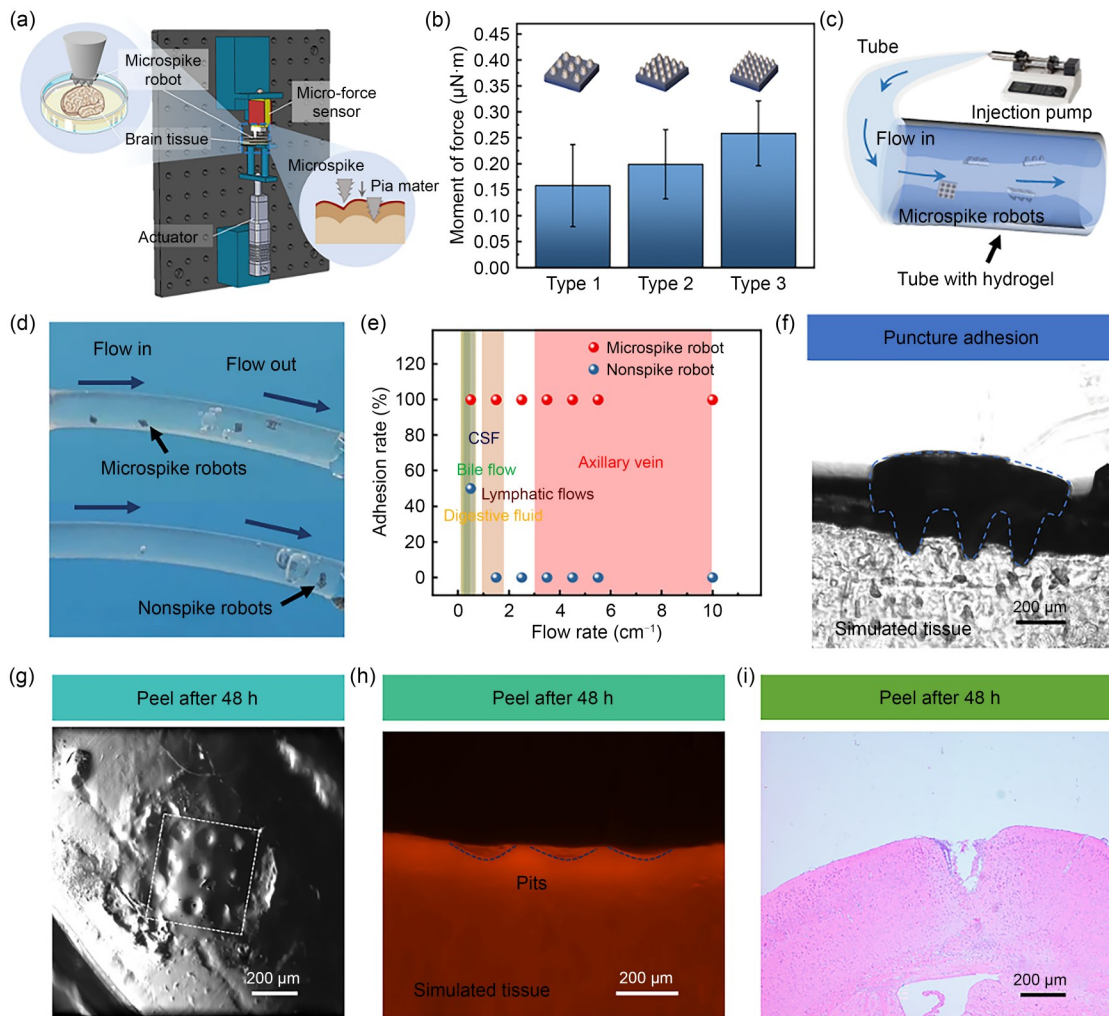 (a)
Microspike
robot
Micro-force
sensor
Brain tissue
Microspike
Pia mater
Actuator
(b)
Moment of force (μN·m)
0.45
0.40
0.35
0.30
0.25
0.20
0.15
0.10
0.05
0.00
Type 1
Type 2
Type 3
(c)
Tube
Injection pump
Flow in
Microspike robots
Tube with hydrogel
(d)
Flow in
Flow out
Microspike robots
Nonspike robots
(e)
Adhesion rate (%)
120
100
80
60
40
20
0
Microspike robot
Nonspike robot
CSF
Bile flow
Axillary vein
Lymphatic flows
Digestive fluid
0
2
4
6
8
10
Flow rate (cm⁻¹)
(f)
Puncture adhesion
200 μm
Simulated tissue
(g)
Peel after 48 h
200 μm
(h)
Peel after 48 h
Pits
200 μm
Simulated tissue
(i)
Peel after 48 h
200 μm